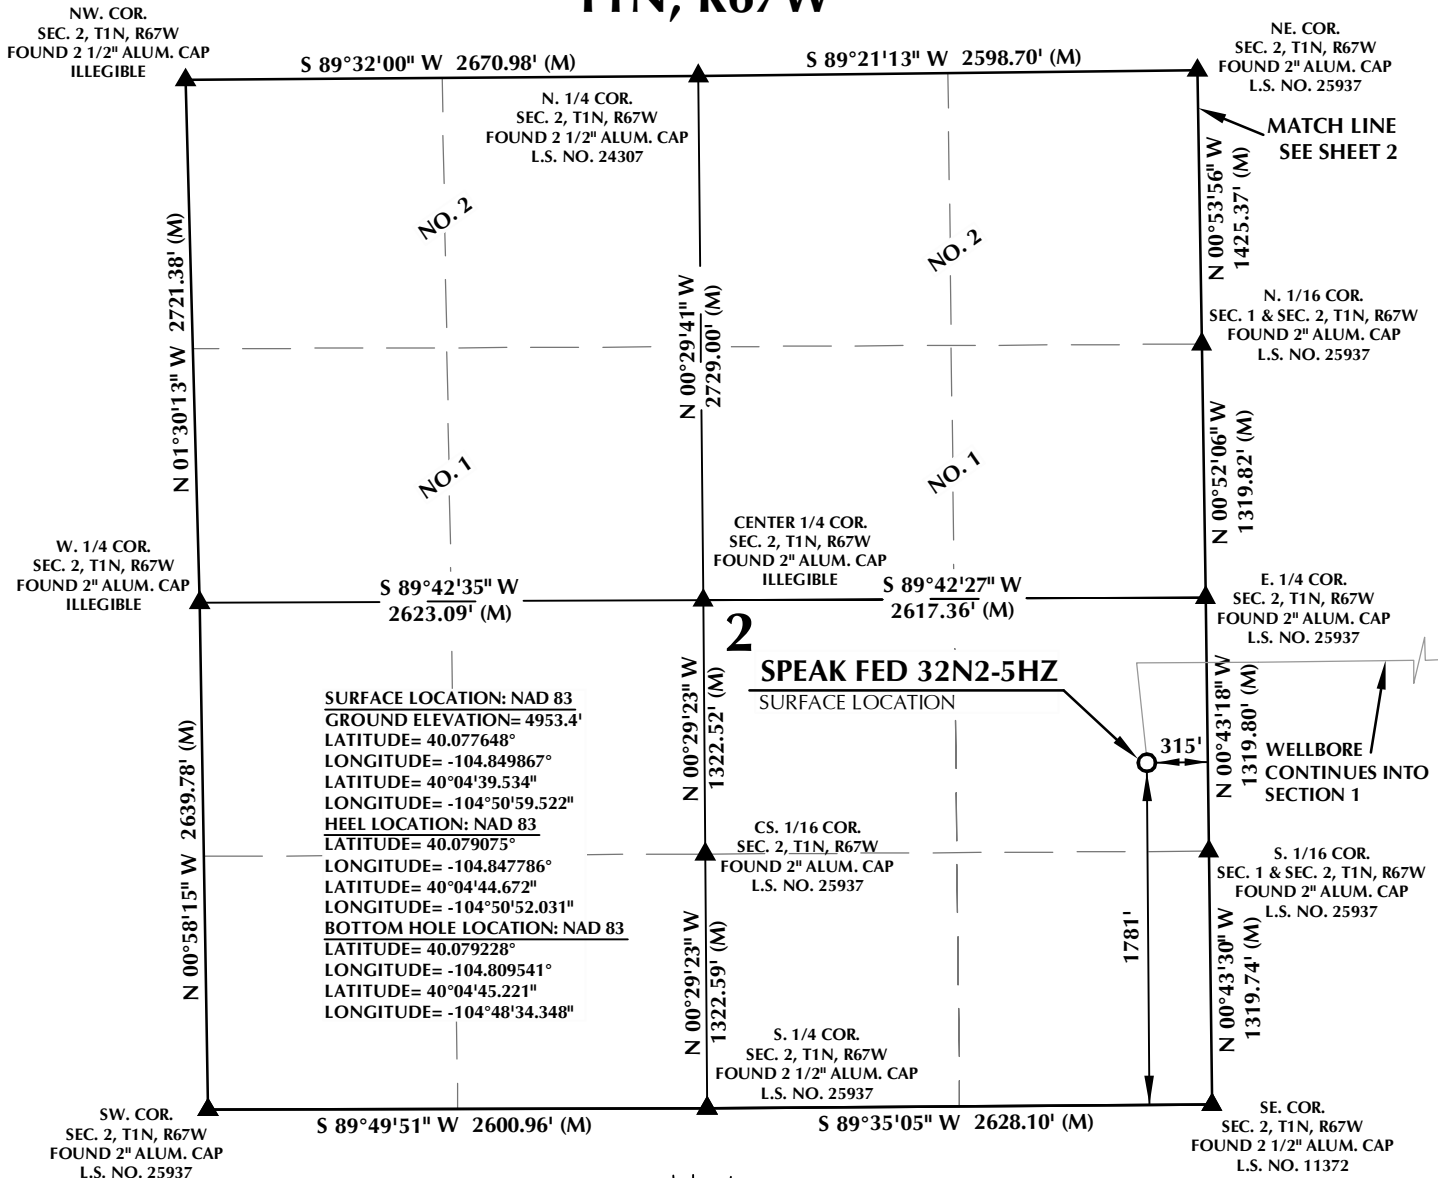 T1N, R67W
NW. COR.
SEC. 2, T1N, R67W
FOUND 2 1/2" ALUM. CAP
ILLEGIBLE
S 89°32'00" W 2670.98' (M)
S 89°21'13" W 2598.70' (M)
NE. COR.
SEC. 2, T1N, R67W
FOUND 2" ALUM. CAP
L.S. NO. 25937
N. 1/4 COR.
SEC. 2, T1N, R67W
FOUND 2 1/2" ALUM. CAP
L.S. NO. 24307
MATCH LINE
SEE SHEET 2
N 00°53'56" W
1425.37' (M)
NO. 2
NO. 2
N 01°30'13" W 2721.38' (M)
N 00°29'41" W
2729.00' (M)
N. 1/16 COR.
SEC. 1 & SEC. 2, T1N, R67W
FOUND 2" ALUM. CAP
L.S. NO. 25937
NO. 1
NO. 1
N 00°52'06" W
1319.82' (M)
W. 1/4 COR.
SEC. 2, T1N, R67W
FOUND 2" ALUM. CAP
ILLEGIBLE
CENTER 1/4 COR.
SEC. 2, T1N, R67W
FOUND 2" ALUM. CAP
ILLEGIBLE
S 89°42'35" W
2623.09' (M)
S 89°42'27" W
2617.36' (M)
E. 1/4 COR.
SEC. 2, T1N, R67W
FOUND 2" ALUM. CAP
L.S. NO. 25937
2
SPEAK FED 32N2-5HZ
SURFACE LOCATION
SURFACE LOCATION: NAD 83
GROUND ELEVATION= 4953.4'
LATITUDE= 40.077648°
LONGITUDE= -104.849867°
LATITUDE= 40°04'39.534"
LONGITUDE= -104°50'59.522"
HEEL LOCATION: NAD 83
LATITUDE= 40.079075°
LONGITUDE= -104.847786°
LATITUDE= 40°04'44.672"
LONGITUDE= -104°50'52.031"
BOTTOM HOLE LOCATION: NAD 83
LATITUDE= 40.079228°
LONGITUDE= -104.809541°
LATITUDE= 40°04'45.221"
LONGITUDE= -104°48'34.348"
N 00°29'23" W
1322.52' (M)
N 00°43'18" W
1319.80' (M)
315'
WELLBORE
CONTINUES INTO
SECTION 1
N 00°58'15" W 2639.78' (M)
CS. 1/16 COR.
SEC. 2, T1N, R67W
FOUND 2" ALUM. CAP
L.S. NO. 25937
S. 1/16 COR.
SEC. 1 & SEC. 2, T1N, R67W
FOUND 2" ALUM. CAP
L.S. NO. 25937
1781'
N 00°29'23" W
1322.59' (M)
N 00°43'30" W
1319.74' (M)
S. 1/4 COR.
SEC. 2, T1N, R67W
FOUND 2 1/2" ALUM. CAP
L.S. NO. 25937
SW. COR.
SEC. 2, T1N, R67W
FOUND 2" ALUM. CAP
L.S. NO. 25937
S 89°49'51" W 2600.96' (M)
S 89°35'05" W 2628.10' (M)
SE. COR.
SEC. 2, T1N, R67W
FOUND 2 1/2" ALUM. CAP
L.S. NO. 11372